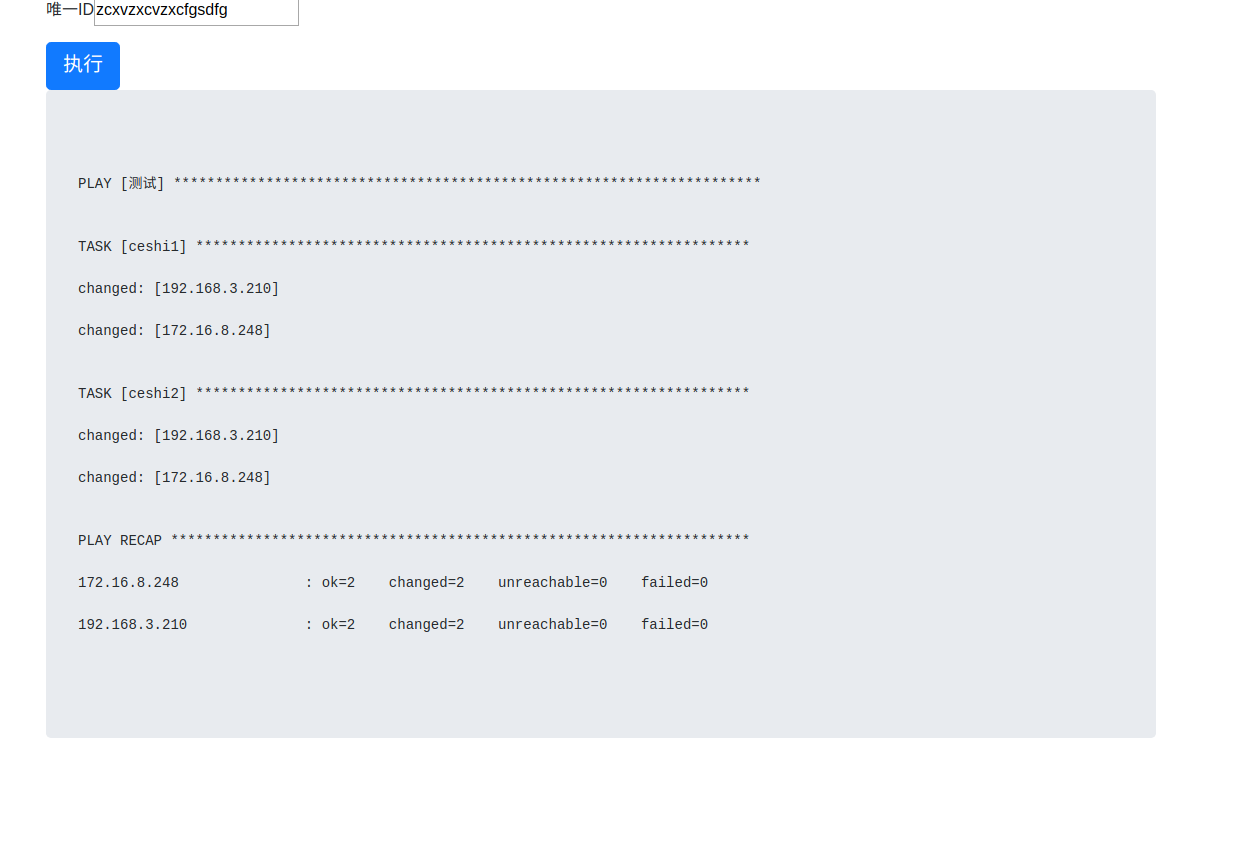 唯一ID zcxvzxcvzxcfgsdfg
执行
PLAY [测试] **********************************************************************
TASK [ceshi1] ******************************************************************
changed: [192.168.3.210]
changed: [172.16.8.248]
TASK [ceshi2] ******************************************************************
changed: [192.168.3.210]
changed: [172.16.8.248]
PLAY RECAP *********************************************************************
172.16.8.248               : ok=2    changed=2    unreachable=0    failed=0
192.168.3.210              : ok=2    changed=2    unreachable=0    failed=0